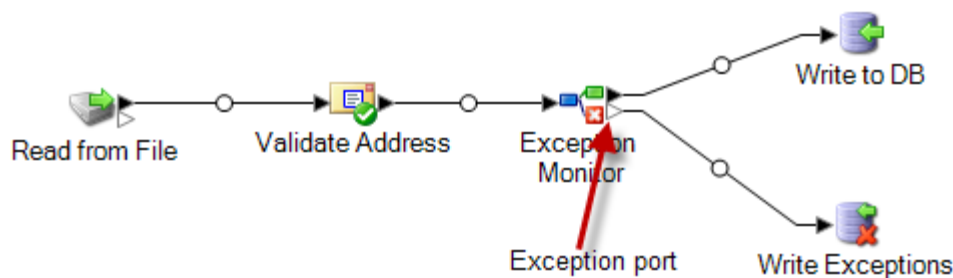 Write to DB
Read from File
Validate Address
Exception
Monitor
Exception port
Write Exceptions